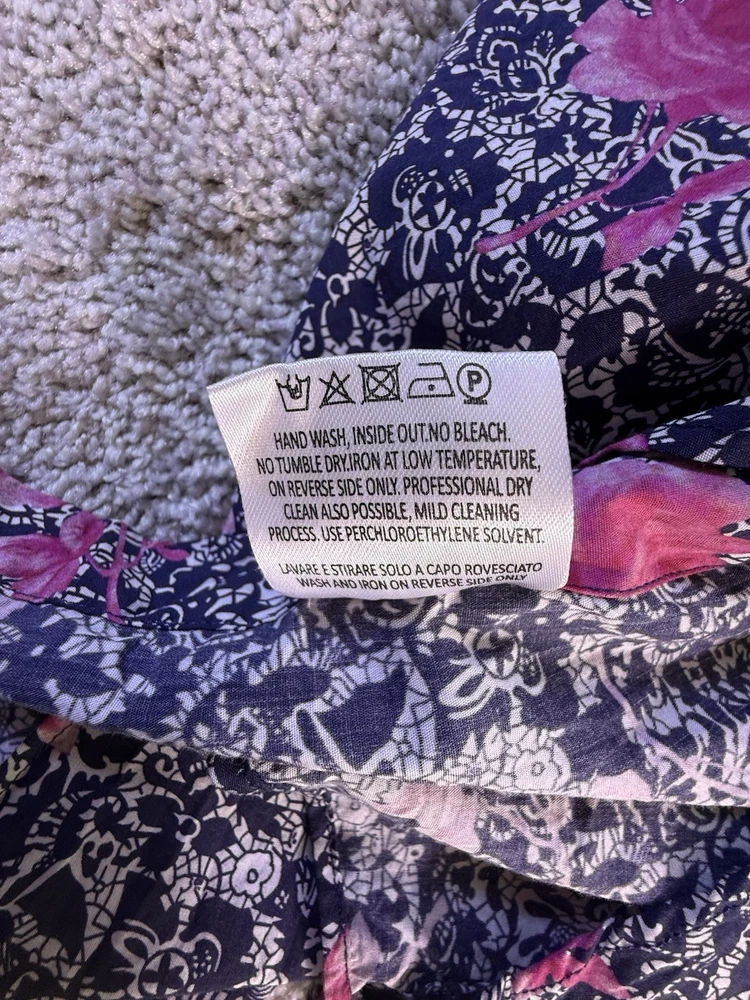 P
HAND WASH, INSIDE OUT.NO BLEACH.
NO TUMBLE DRY.IRON AT LOW TEMPERATURE,
ON REVERSE SIDE ONLY. PROFESSIONAL DRY
CLEAN ALSO POSSIBLE, MILD CLEANING
PROCESS. USE PERCHLOROETHYLENE SOLVENT.
LAVARE E STIRARE SOLO A CAPO ROVESCIATO
WASH AND IRON ON REVERSE SIDE ONLY